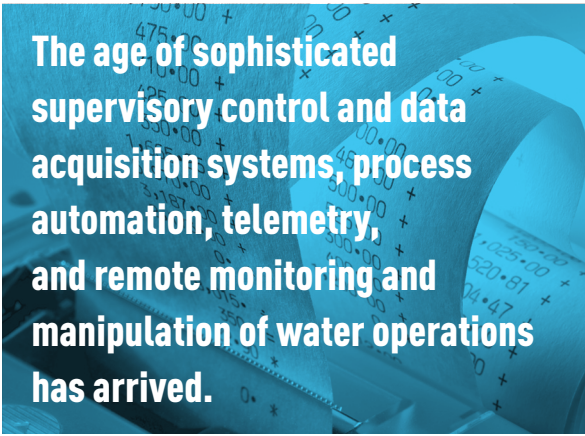 The age of sophisticated
supervisory control and data
acquisition systems, process
automation, telemetry,
and remote monitoring and
manipulation of water operations
has arrived.